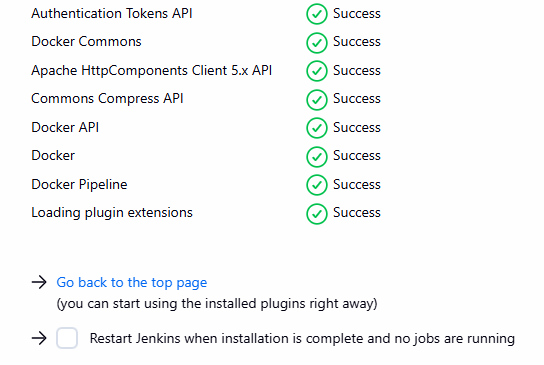 Authentication Tokens API Success
Docker Commons Success
Apache HttpComponents Client 5.x API Success
Commons Compress API Success
Docker API Success
Docker Success
Docker Pipeline Success
Loading plugin extensions Success
→ Go back to the top page
(you can start using the installed plugins right away)
→ Restart Jenkins when installation is complete and no jobs are running